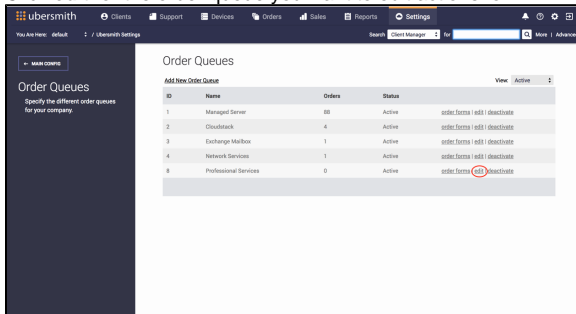 ubersmith Clients Support Devices Orders Sales Reports Settings
You Are Here: default / Ubersmith Settings Search Client Manager for More | Advanced
← MAIN CONFIG
Order Queues
Specify the different order queues
for your company.
Order Queues
Add New Order Queue View: Active
ID Name Orders Status
1 Managed Server 88 Active order forms | edit | deactivate
2 Cloudstack 4 Active order forms | edit | deactivate
3 Exchange Mailbox 1 Active order forms | edit | deactivate
4 Network Services 1 Active order forms | edit | deactivate
8 Professional Services 0 Active order forms | edit | deactivate